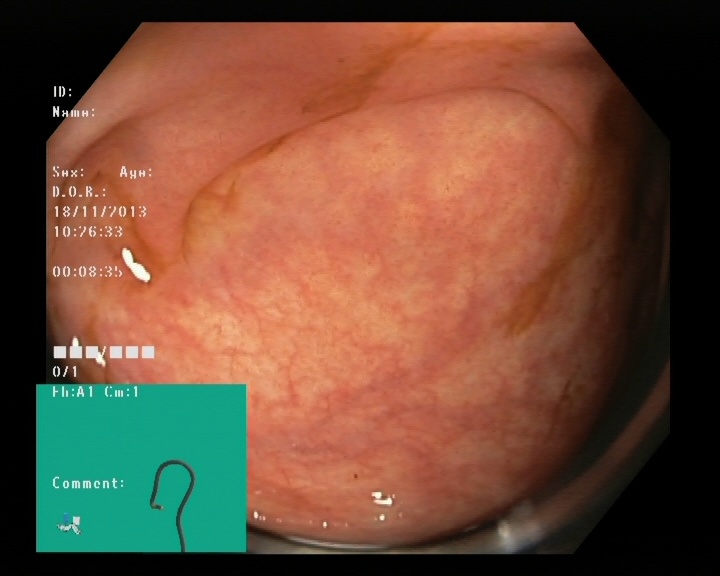 ID:
Name:
Sex: Age:
D.O.B.:
18/11/2013
10:26:33
00:08:35
■■■/■■■
0/1
Eh:A1 Cm:1
Comment: